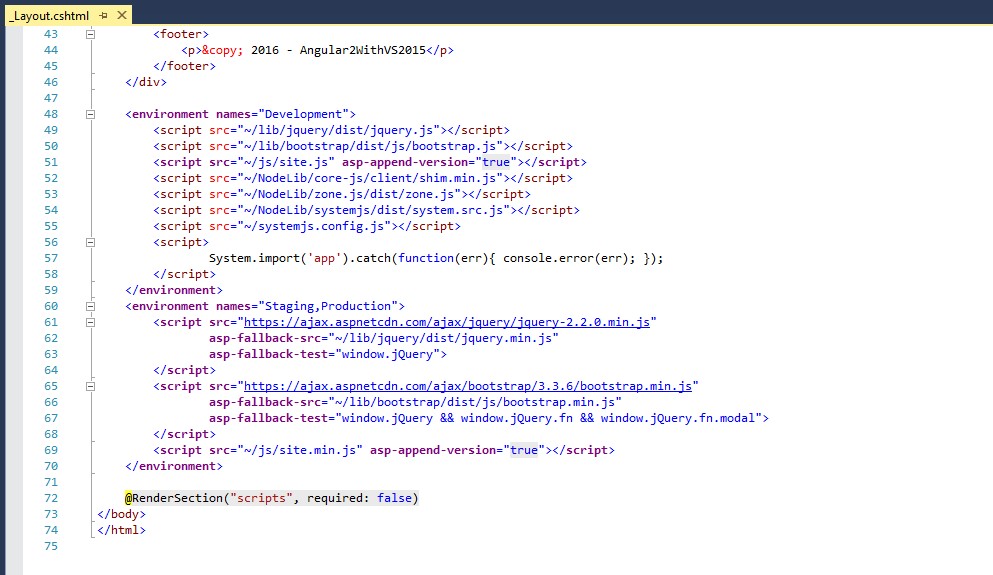 _Layout.cshtml
43 <footer>
44 <p>&copy; 2016 - Angular2WithVS2015</p>
45 </footer>
46 </div>
47
48 <environment names="Development">
49 <script src="~/lib/jquery/dist/jquery.js"></script>
50 <script src="~/lib/bootstrap/dist/js/bootstrap.js"></script>
51 <script src="~/js/site.js" asp-append-version="true"></script>
52 <script src="~/NodeLib/core-js/client/shim.min.js"></script>
53 <script src="~/NodeLib/zone.js/dist/zone.js"></script>
54 <script src="~/NodeLib/systemjs/dist/system.src.js"></script>
55 <script src="~/systemjs.config.js"></script>
56 <script>
57 System.import('app').catch(function(err){ console.error(err); });
58 </script>
59 </environment>
60 <environment names="Staging,Production">
61 <script src="https://ajax.aspnetcdn.com/ajax/jquery/jquery-2.2.0.min.js"
62 asp-fallback-src="~/lib/jquery/dist/jquery.min.js"
63 asp-fallback-test="window.jQuery">
64 </script>
65 <script src="https://ajax.aspnetcdn.com/ajax/bootstrap/3.3.6/bootstrap.min.js"
66 asp-fallback-src="~/lib/bootstrap/dist/js/bootstrap.min.js"
67 asp-fallback-test="window.jQuery && window.jQuery.fn && window.jQuery.fn.modal">
68 </script>
69 <script src="~/js/site.min.js" asp-append-version="true"></script>
70 </environment>
71
72 @RenderSection("scripts", required: false)
73 </body>
74 </html>
75